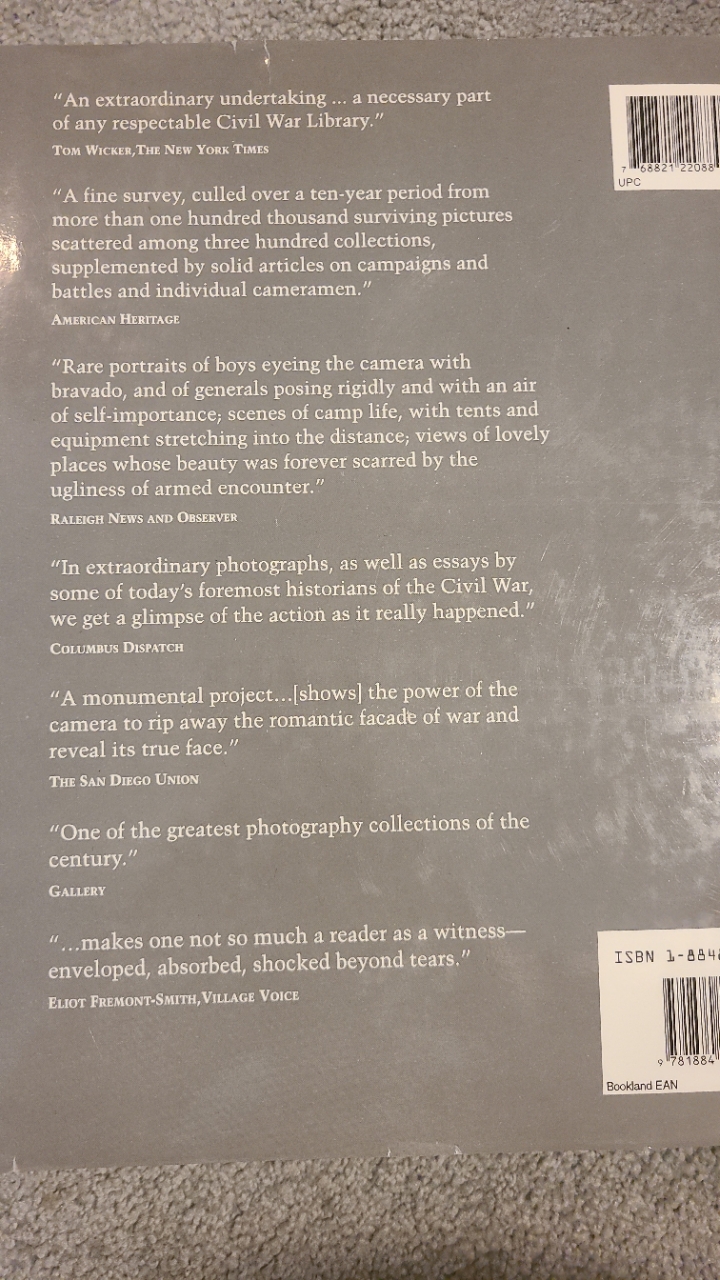 “An extraordinary undertaking ... a necessary part
of any respectable Civil War Library.”
TOM WICKER,THE NEW YORK TIMES
“A fine survey, culled over a ten-year period from
more than one hundred thousand surviving pictures
scattered among three hundred collections,
supplemented by solid articles on campaigns and
battles and individual cameramen.”
AMERICAN HERITAGE
“Rare portraits of boys eyeing the camera with
bravado, and of generals posing rigidly and with an air
of self-importance; scenes of camp life, with tents and
equipment stretching into the distance; views of lovely
places whose beauty was forever scarred by the
ugliness of armed encounter.”
RALEIGH NEWS AND OBSERVER
“In extraordinary photographs, as well as essays by
some of today’s foremost historians of the Civil War,
we get a glimpse of the action as it really happened.”
COLUMBUS DISPATCH
“A monumental project...[shows] the power of the
camera to rip away the romantic facade of war and
reveal its true face.”
THE SAN DIEGO UNION
“One of the greatest photography collections of the
century.”
GALLERY
“...makes one not so much a reader as a witness—
enveloped, absorbed, shocked beyond tears.”
ELIOT FREMONT-SMITH,VILLAGE VOICE
7 68821 22088
UPC
ISBN 1-884
9 781884
Bookland EAN